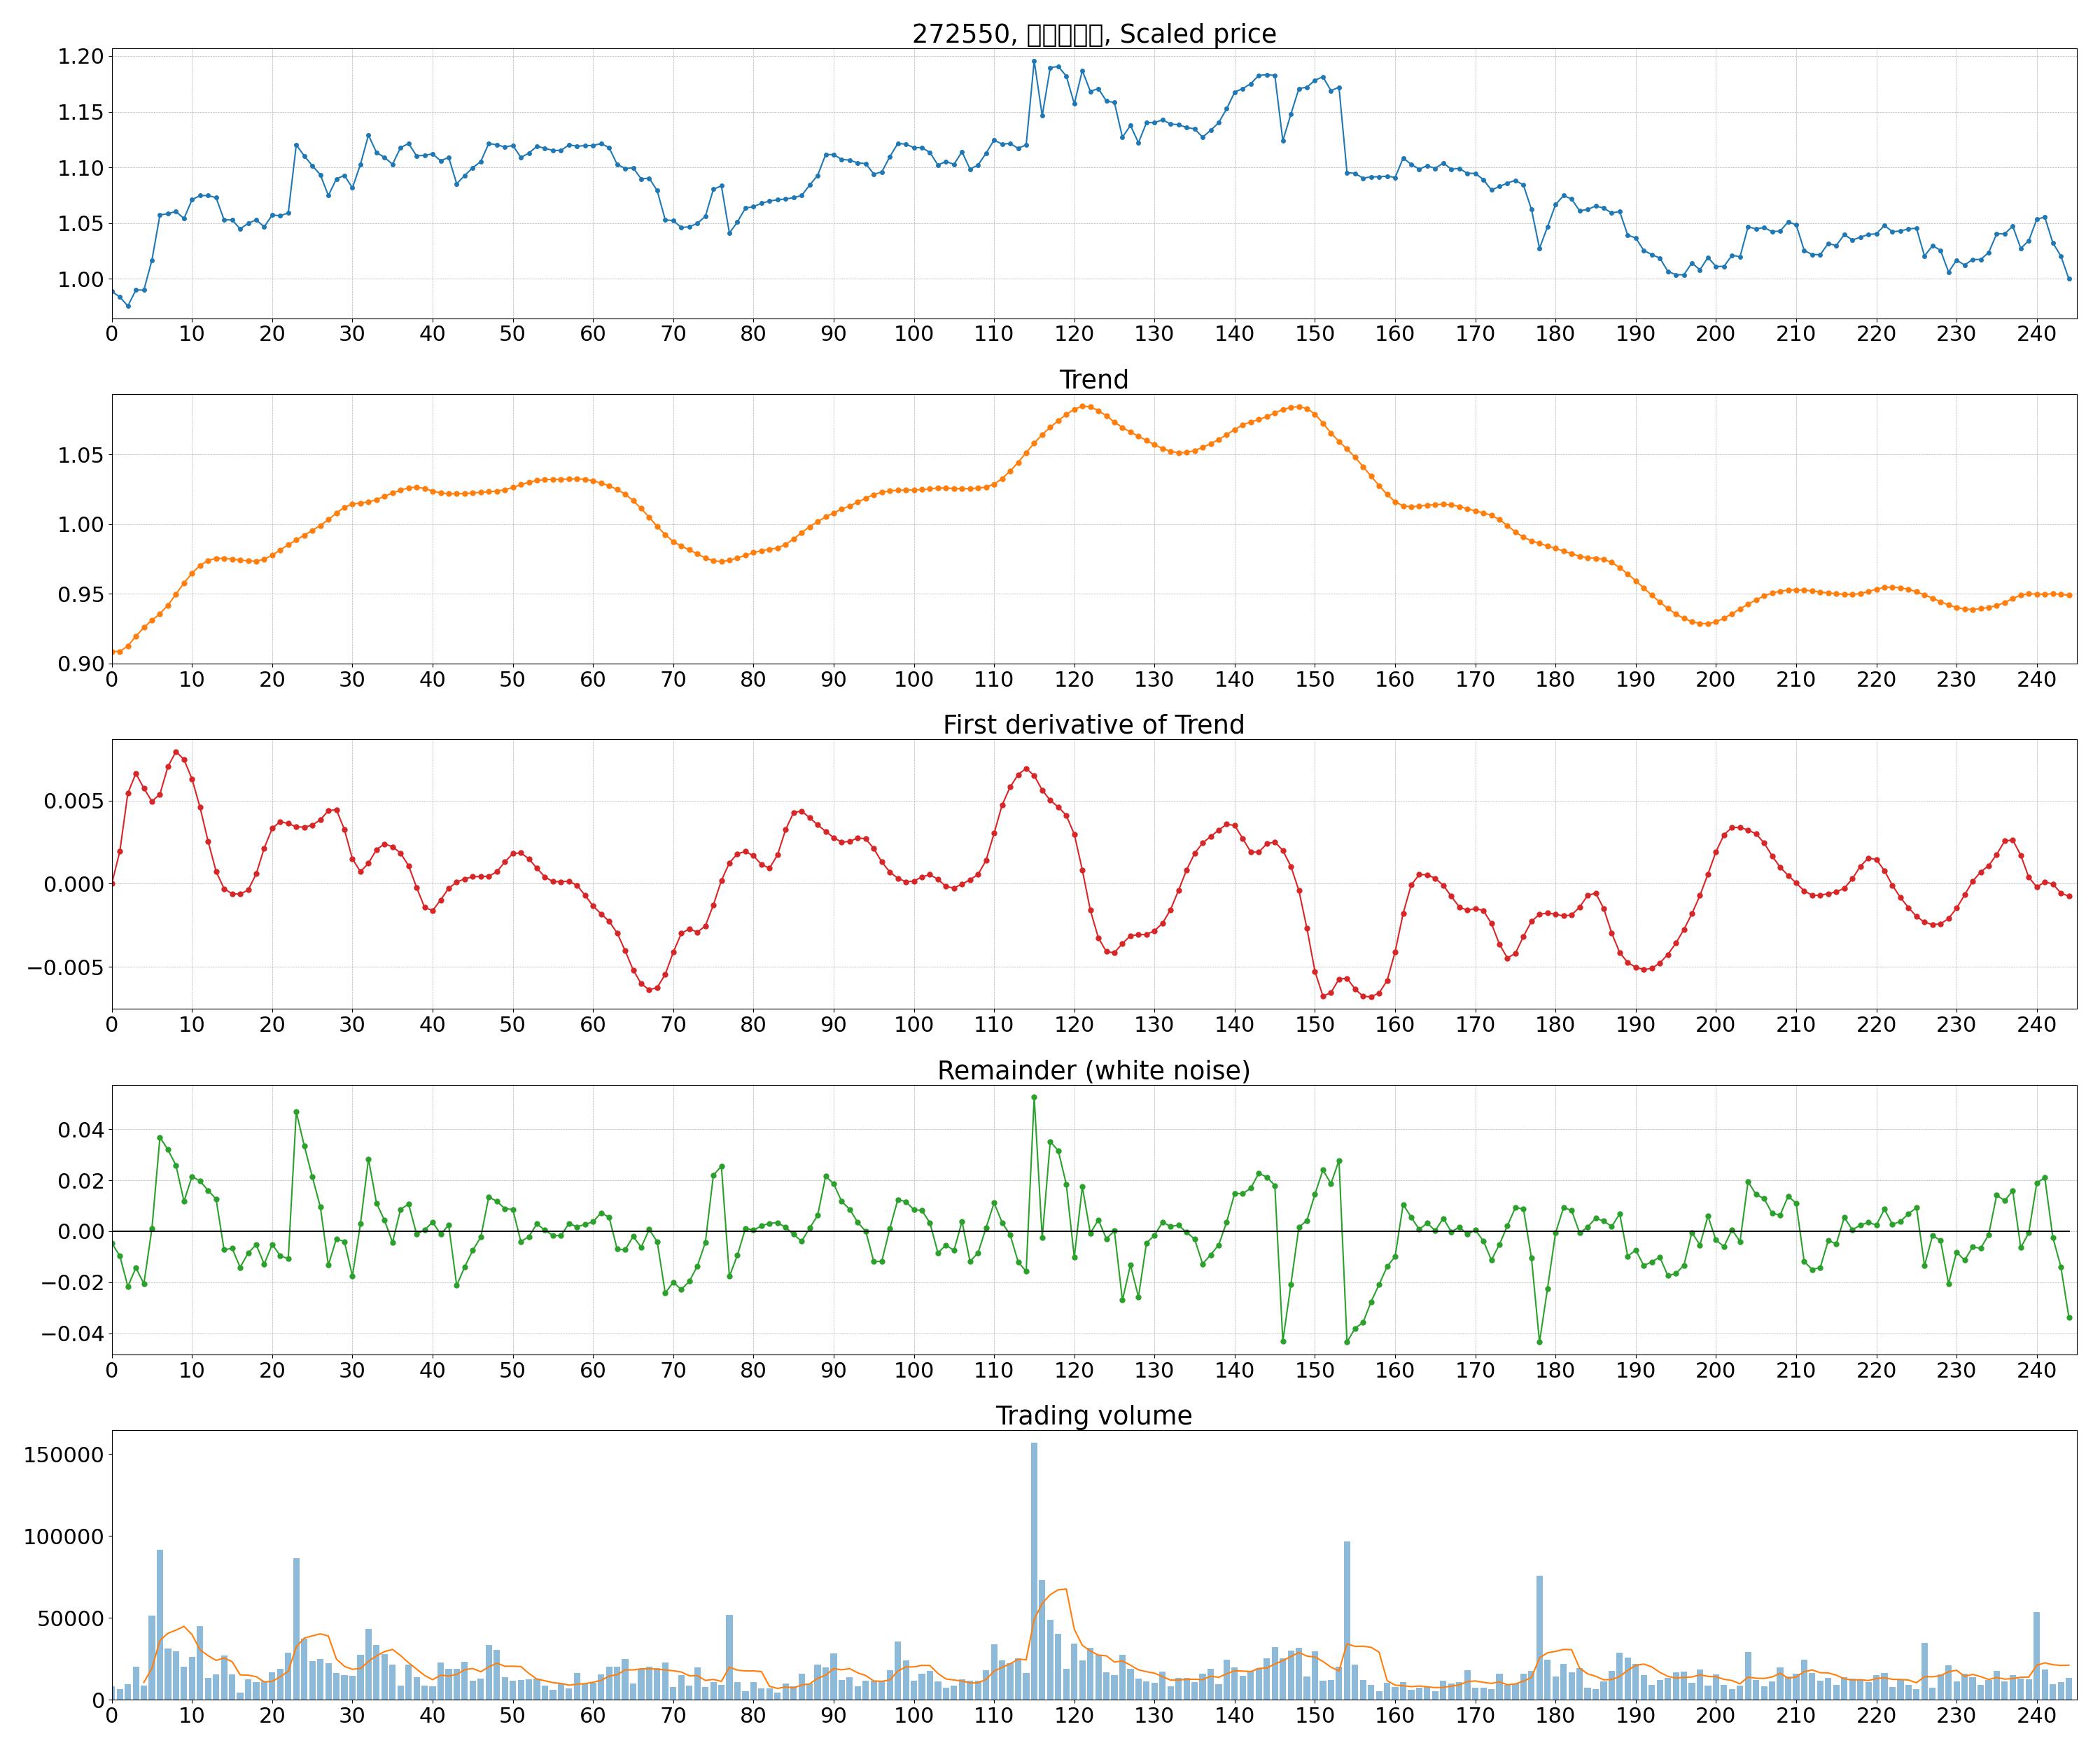 272550, □□□□□, Scaled price
1.20
1.15
1.10
1.05
1.00
0 10 20 30 40 50 60 70 80 90 100 110 120 130 140 150 160 170 180 190 200 210 220 230 240
Trend
1.05
1.00
0.95
0.90
0 10 20 30 40 50 60 70 80 90 100 110 120 130 140 150 160 170 180 190 200 210 220 230 240
First derivative of Trend
0.005
0.000
−0.005
0 10 20 30 40 50 60 70 80 90 100 110 120 130 140 150 160 170 180 190 200 210 220 230 240
Remainder (white noise)
0.04
0.02
0.00
−0.02
−0.04
0 10 20 30 40 50 60 70 80 90 100 110 120 130 140 150 160 170 180 190 200 210 220 230 240
Trading volume
150000
100000
50000
0
0 10 20 30 40 50 60 70 80 90 100 110 120 130 140 150 160 170 180 190 200 210 220 230 240